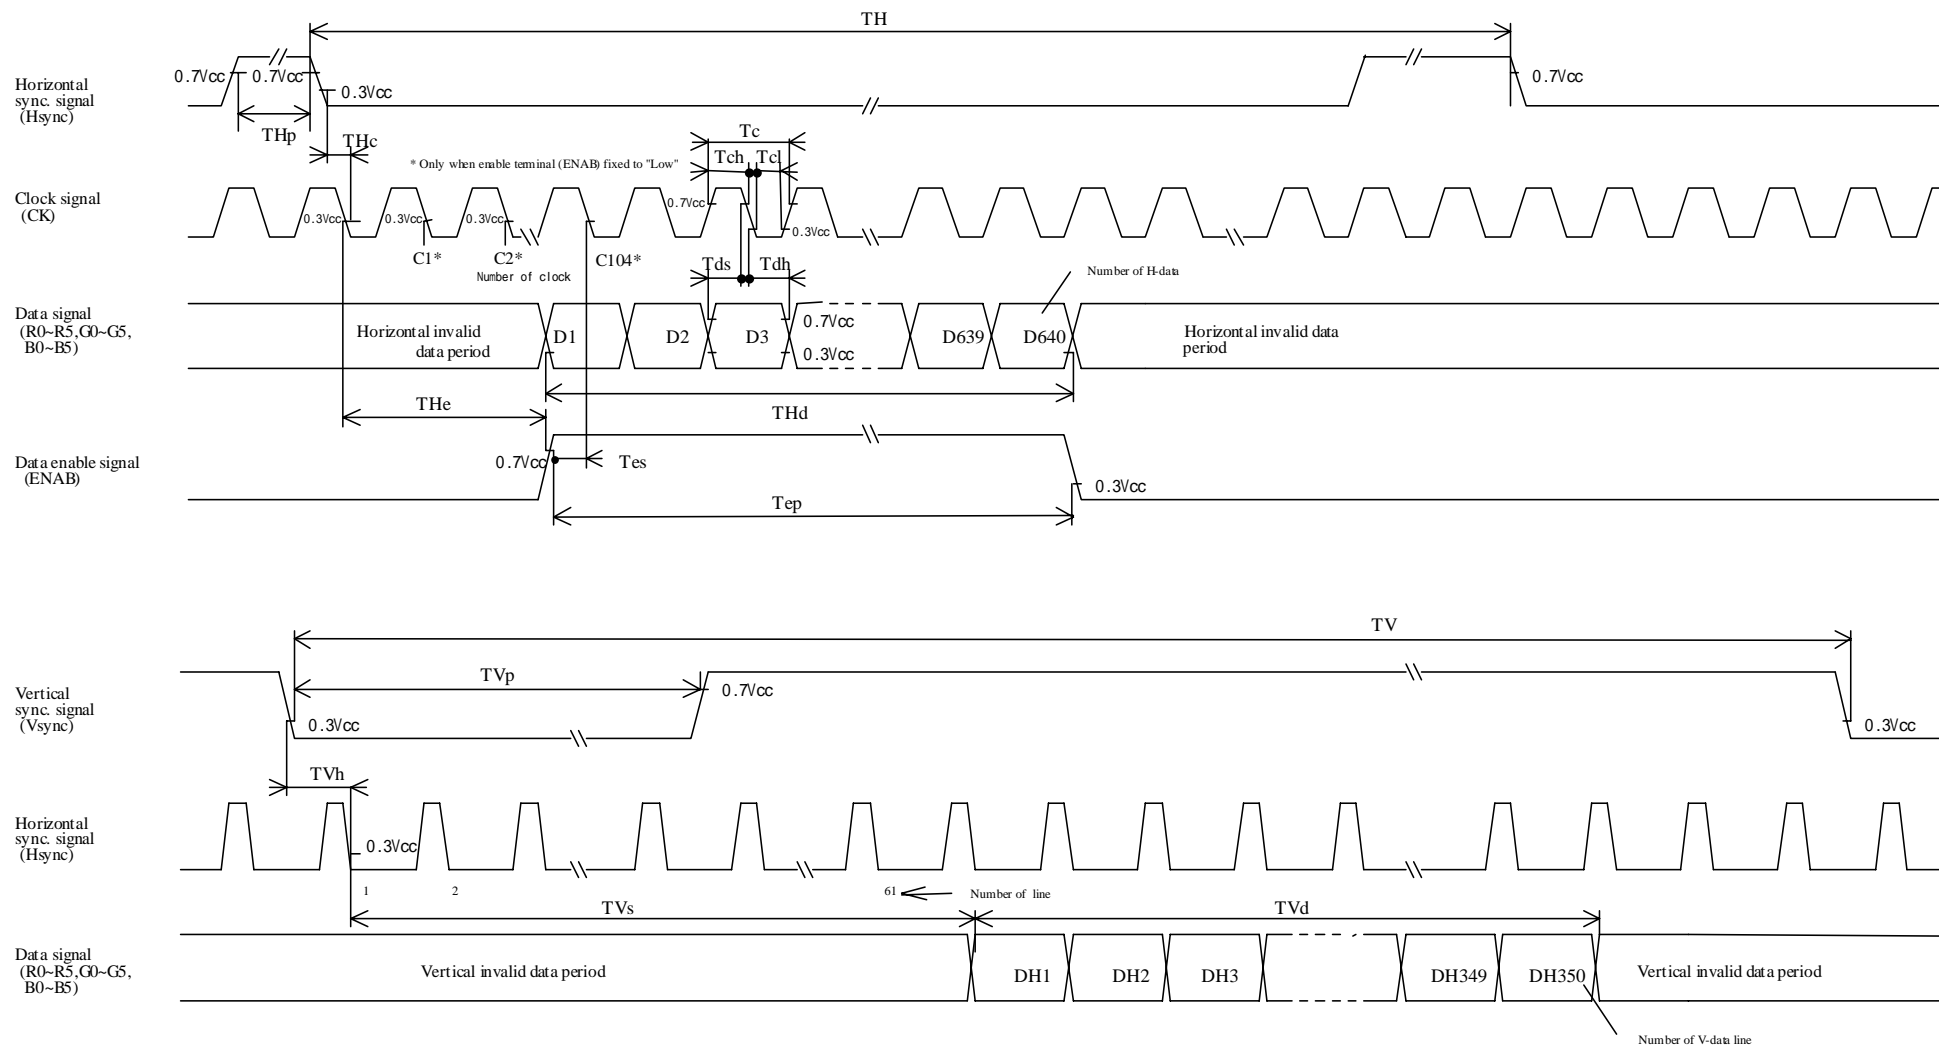 TH
0.7Vcc
0.7Vcc
0.3Vcc
0.7Vcc
Horizontal
sync. signal
(Hsync)
THp
THc
Tc
* Only when enable terminal (ENAB) fixed to "Low"
Tch
Tcl
Clock signal
(CK)
0.3Vcc
0.3Vcc
0.3Vcc
0.7Vcc
0.3Vcc
C1*
C2*
C104*
Number of clock
Tds
Tdh
Number of H-data
Data signal
(R0~R5,G0~G5,
B0~B5)
Horizontal invalid
data period
D1
D2
D3
0.7Vcc
0.3Vcc
D639
D640
Horizontal invalid data
period
THe
THd
Data enable signal
(ENAB)
0.7Vcc
Tes
0.3Vcc
Tep
TV
TVp
0.7Vcc
Vertical
sync. signal
(Vsync)
0.3Vcc
0.3Vcc
TVh
Horizontal
sync. signal
(Hsync)
0.3Vcc
1
2
61
Number of line
TVs
TVd
Data signal
(R0~R5,G0~G5,
B0~B5)
Vertical invalid data period
DH1
DH2
DH3
DH349
DH350
Vertical invalid data period
Number of V-data line